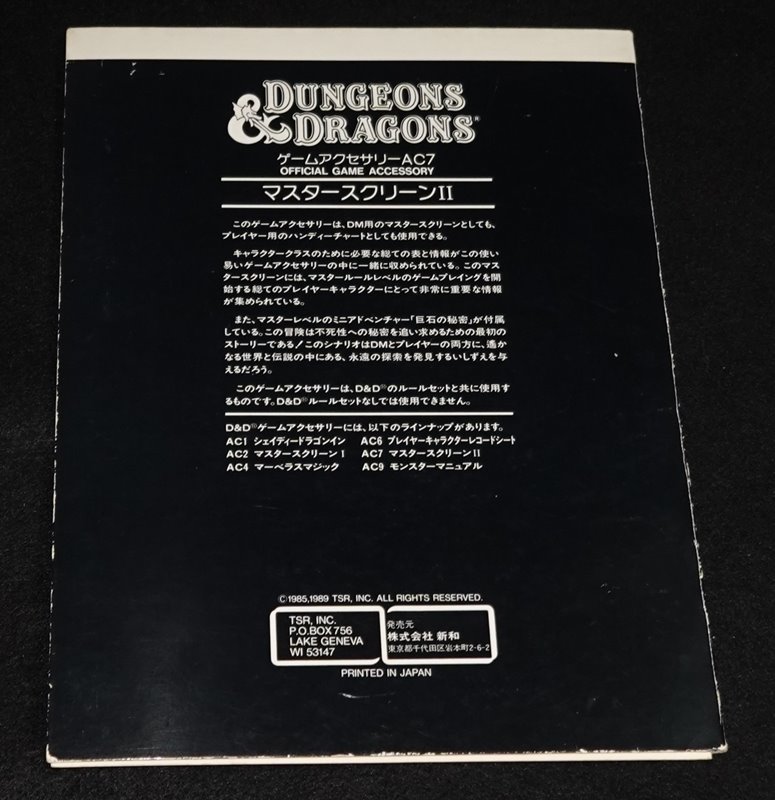 DUNGEONS
& DRAGONS®
ゲームアクセサリーAC7
OFFICIAL GAME ACCESSORY
マスタースクリーンII
このゲームアクセサリーは、DM用のマスタースクリーンとしても、
プレイヤー用のハンディーチャートとしても使用できる。
キャラクタークラスのために必要な総ての表と情報がこの使い
易いゲームアクセサリーの中に一緒に収められている。このマス
タースクリーンには、マスタールールレベルのゲームプレイングを開
始する総てのプレイヤーキャラクターにとって非常に重要な情報
が集められている。
また、マスターレベルのミニアドベンチャー「巨石の秘密」が付属
している。この冒険は不死性への秘密を追い求めるための最初の
ストーリーである!このシナリオはDMとプレイヤーの両方に、遙か
なる世界と伝説の中にある、永遠の探索を発見するいしずえを与
えるだろう。
このゲームアクセサリーは、D&D®のルールセットと共に使用す
るものです。D&D®ルールセットなしでは使用できません。
D&D®ゲームアクセサリーには、以下のラインナップがあります。
AC1 シェイディードラゴンイン AC6 プレイヤーキャラクターレコードシート
AC2 マスタースクリーン I AC7 マスタースクリーンII
AC4 マーベラスマジック AC9 モンスターマニュアル
©1985,1989 TSR, INC. ALL RIGHTS RESERVED.
TSR, INC.
P.O.BOX 756
LAKE GENEVA
WI 53147
発売元
株式会社 新和
東京都千代田区岩本町2-6-2
PRINTED IN JAPAN